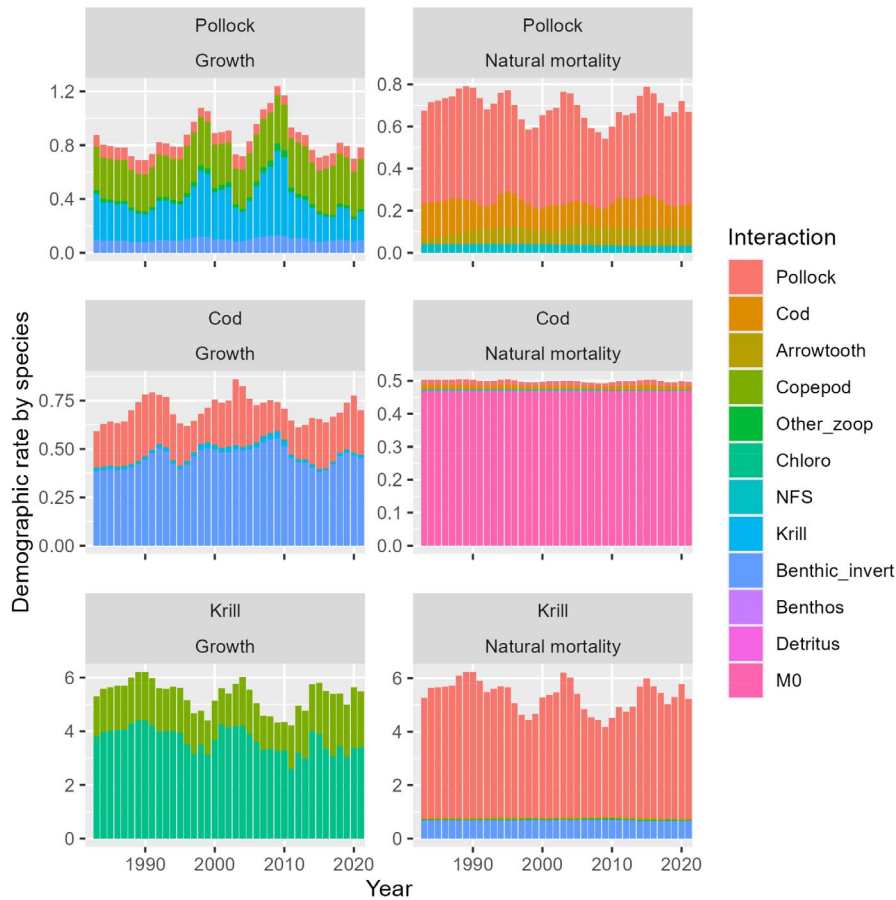 Pollock
Growth
Pollock
Natural mortality
1.2
0.8
0.4
0.0
0.8
0.6
0.4
0.2
0.0
Cod
Growth
Cod
Natural mortality
0.75
0.50
0.25
0.00
0.5
0.4
0.3
0.2
0.1
0.0
Krill
Growth
Krill
Natural mortality
6
4
2
0
6
4
2
0
1990
2000
2010
2020
1990
2000
2010
2020
Year
Demographic rate by species
Interaction
Pollock
Cod
Arrowtooth
Copepod
Other_zoop
Chloro
NFS
Krill
Benthic_invert
Benthos
Detritus
M0